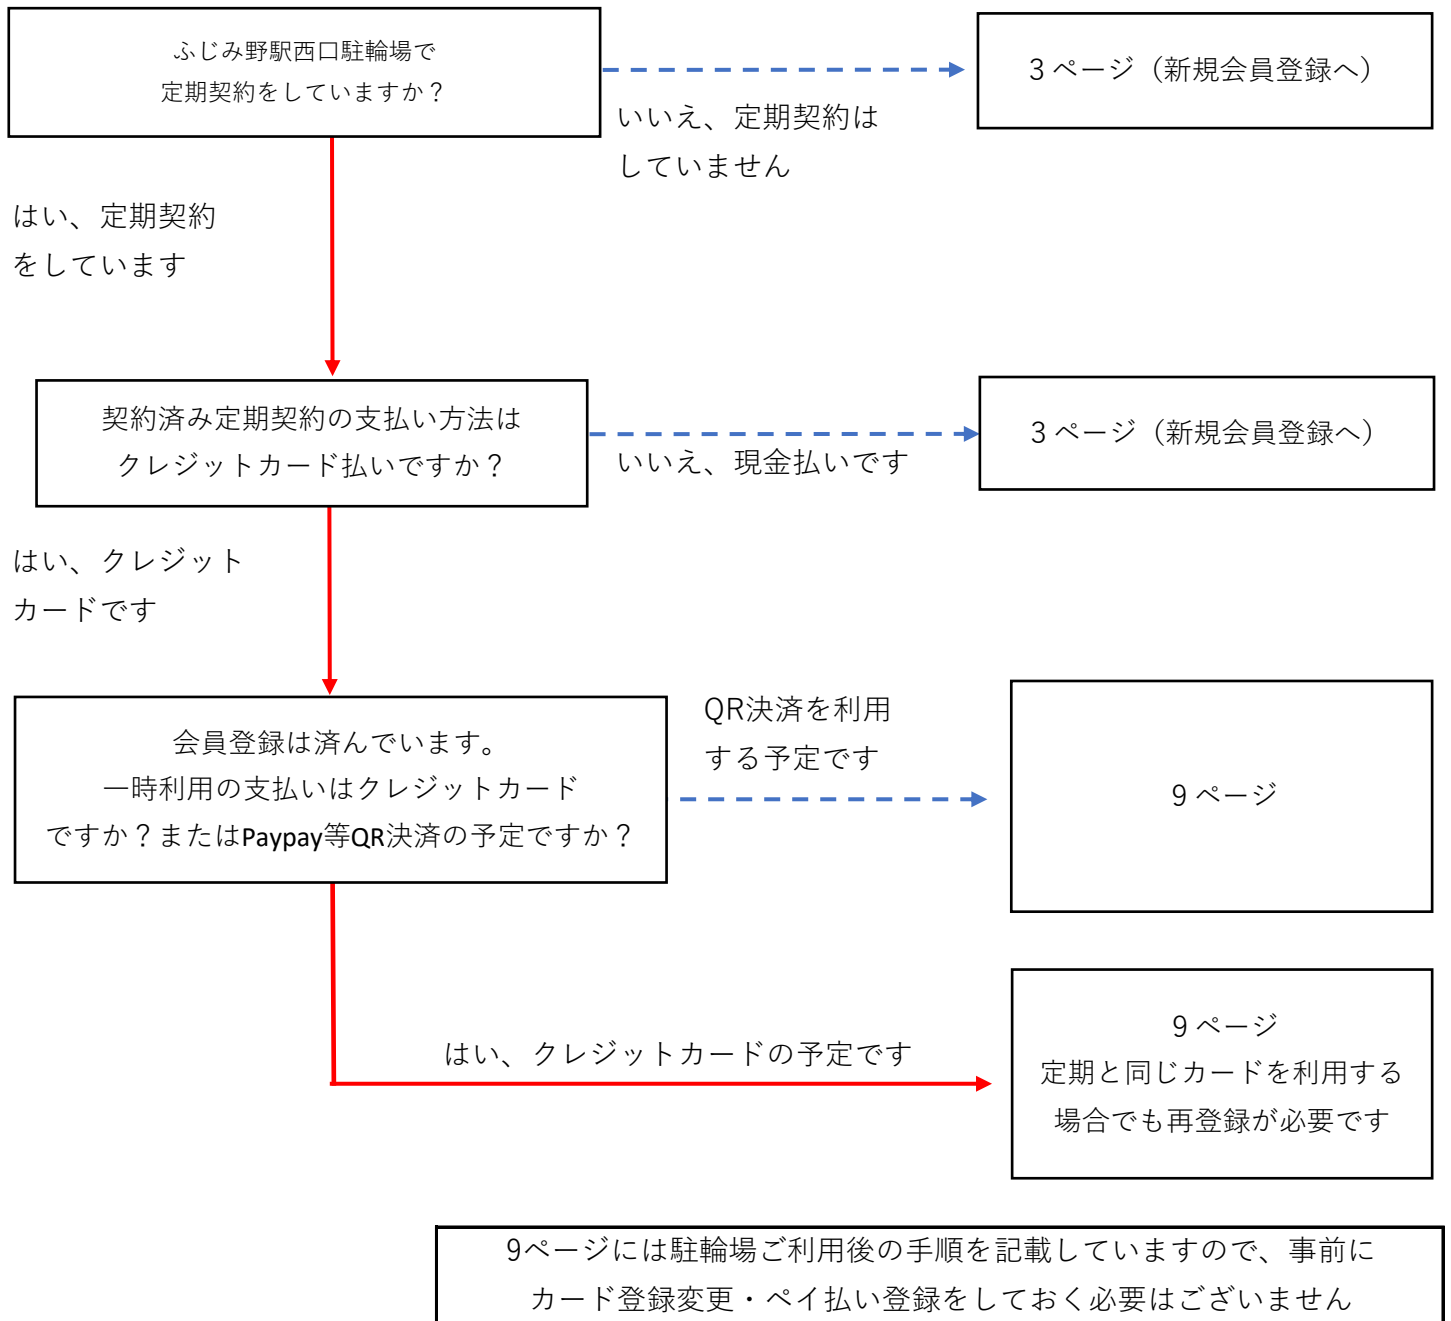 ふじみ野駅西口駐輪場で
定期契約をしていますか？
３ページ（新規会員登録へ）
いいえ、定期契約は
していません
はい、定期契約
をしています
契約済み定期契約の支払い方法は
クレジットカード払いですか？
３ページ（新規会員登録へ）
いいえ、現金払いです
はい、クレジット
カードです
会員登録は済んでいます。
一時利用の支払いはクレジットカード
ですか？またはPaypay等QR決済の予定ですか？
QR決済を利用
する予定です
９ページ
はい、クレジットカードの予定です
９ページ
定期と同じカードを利用する
場合でも再登録が必要です
9ページには駐輪場ご利用後の手順を記載していますので、事前に
カード登録変更・ペイ払い登録をしておく必要はございません